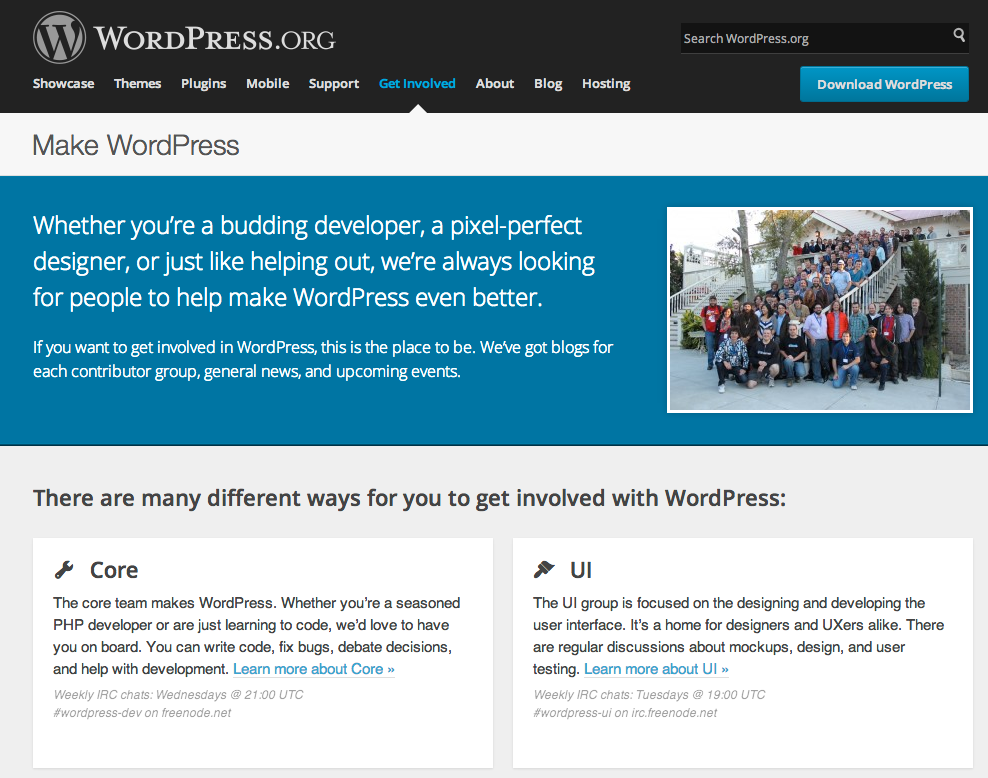 WORDPRESS.ORG
Search WordPress.org
Showcase Themes Plugins Mobile Support Get Involved About Blog Hosting
Download WordPress
Make WordPress
Whether you’re a budding developer, a pixel-perfect
designer, or just like helping out, we’re always looking
for people to help make WordPress even better.
If you want to get involved in WordPress, this is the place to be. We’ve got blogs for
each contributor group, general news, and upcoming events.
There are many different ways for you to get involved with WordPress:
Core
The core team makes WordPress. Whether you’re a seasoned
PHP developer or are just learning to code, we’d love to have
you on board. You can write code, fix bugs, debate decisions,
and help with development. Learn more about Core »
Weekly IRC chats: Wednesdays @ 21:00 UTC
#wordpress-dev on freenode.net
UI
The UI group is focused on the designing and developing the
user interface. It’s a home for designers and UXers alike. There
are regular discussions about mockups, design, and user
testing. Learn more about UI »
Weekly IRC chats: Tuesdays @ 19:00 UTC
#wordpress-ui on irc.freenode.net